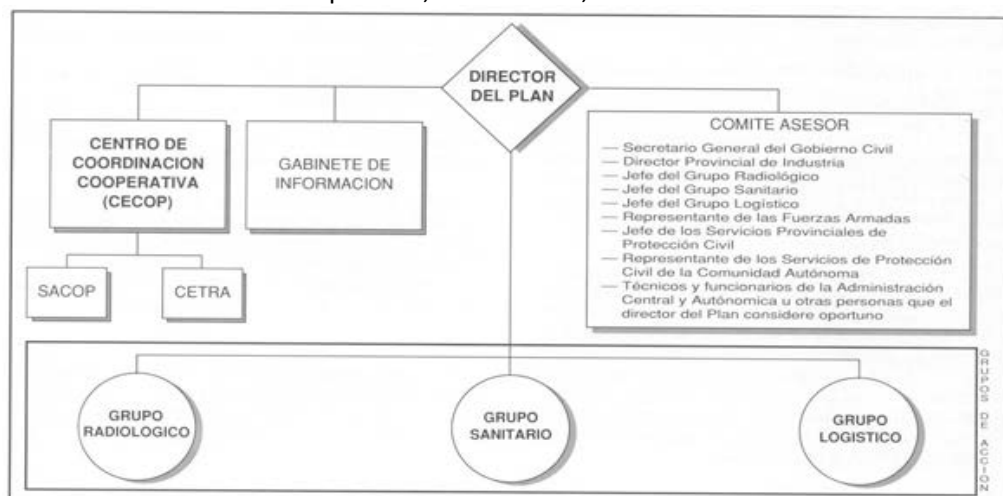 DIRECTOR
DEL PLAN
CENTRO DE
COORDINACION
COOPERATIVA
(CECOP)
GABINETE DE
INFORMACION
COMITE ASESOR
— Secretario General del Gobierno Civil
— Director Provincial de Industria
— Jefe del Grupo Radiológico
— Jefe del Grupo Sanitario
— Jefe del Grupo Logístico
— Representante de las Fuerzas Armadas
— Jefe de los Servicios Provinciales de
Protección Civil
— Representante de los Servicios de Protección
Civil de la Comunidad Autónoma
— Técnicos y funcionarios de la Administración
Central y Autónomica u otras personas que el
director del Plan considere oportuno
SACOP
CETRA
GRUPO
RADIOLOGICO
GRUPO
SANITARIO
GRUPO
LOGISTICO
GRUPOS DE ACCION